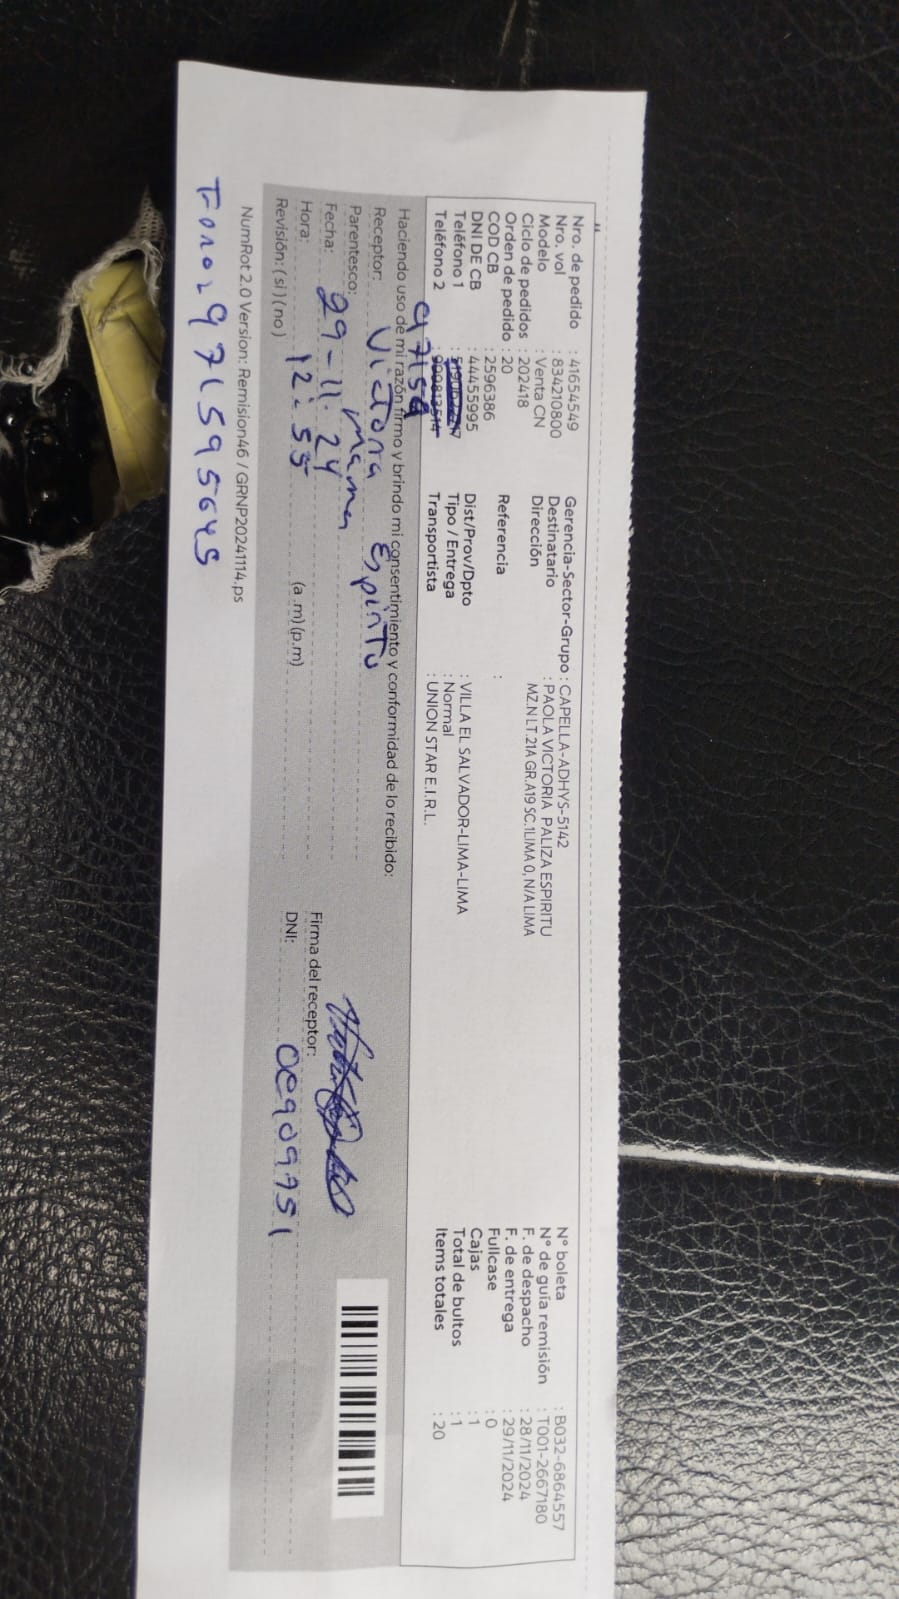 Nro. de pedido : 41654549
Nro. vol : 834210800
Modelo : Venta CN
Ciclo de pedidos : 202418
Orden de pedido : 20
COD CB : 2596386
DNI DE CB : 44455995
Teléfono 1 :
Teléfono 2 : 97159
Gerencia-Sector-Grupo : CAPELLA-ADHVS-5142
Destinatario : PAOLA VICTORIA PALIZA ESPIRITU
Dirección MZ.N LT.21A GR.A19 SC.1LIMA 0, N/A LIMA
Referencia :
Dist/Prov/Dpto : VILLA EL SALVADOR-LIMA-LIMA
Tipo / Entrega : Normal
Transportista : UNION STAR E.I.R.L.
N° boleta : B032-6864557
N° de guía remisión : T001-2667180
F. de despacho : 28/11/2024
F. de entrega : 29/11/2024
Fullcase : 0
Cajas : 1
Total de bultos : 1
Items totales : 20
Haciendo uso de mi razón firmo y brindo mi consentimiento y conformidad de lo recibido:
Receptor: Victoria Espiritu
Parentesco: Mama
Fecha: 29-11-24
Hora: 12:55 (a.m) (p.m)
Revisión: (si) (no)
Firma del receptor:
DNI:
NumRot 2.0 Version: Remision46 / GRNP20241114.ps
971595645